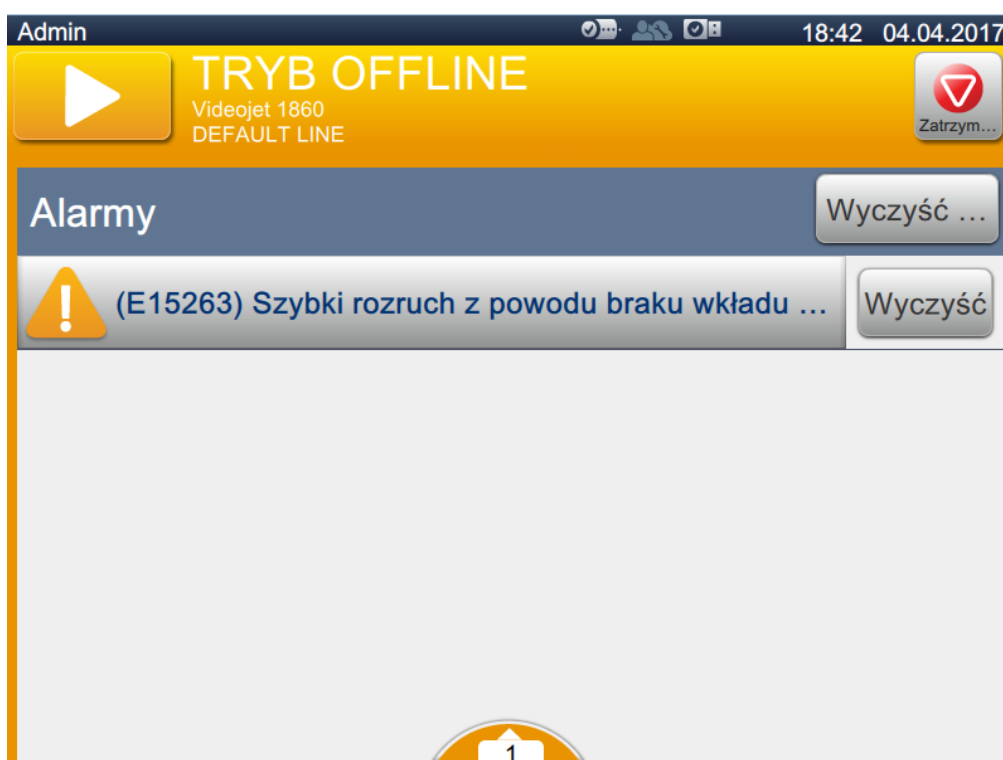 Admin 18:42 04.04.2017
TRYB OFFLINE
Videojet 1860
DEFAULT LINE
Zatrzym...
Alarmy
Wyczyść ...
(E15263) Szybki rozruch z powodu braku wkładu ...
Wyczyść
1